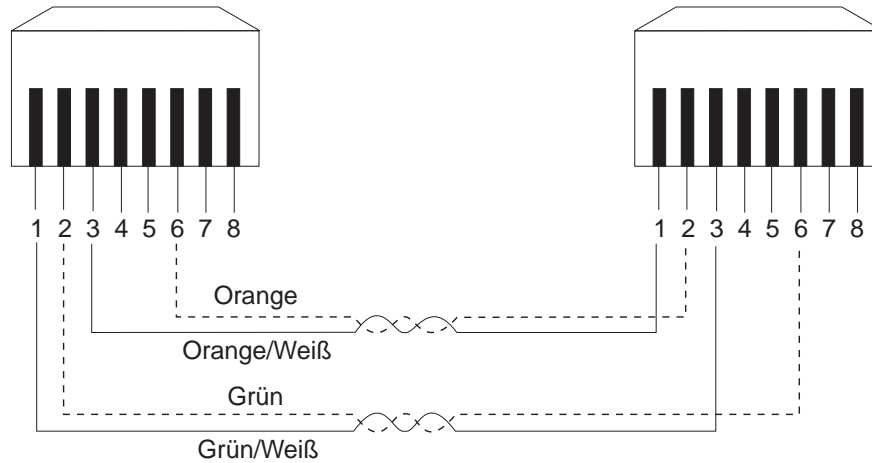 1 2 3 4 5 6 7 8
1 2 3 4 5 6 7 8
Orange
Orange/Weiß
Grün
Grün/Weiß